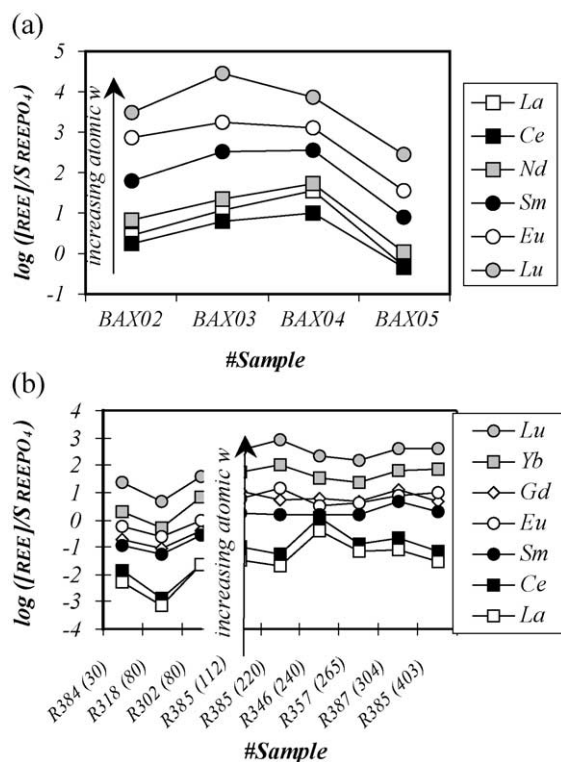 (a)
log ([REE]/S REEPO4)
5
4
3
2
1
0
-1
increasing atomic w
BAX02 BAX03 BAX04 BAX05
#Sample
La
Ce
Nd
Sm
Eu
Lu
(b)
log ([REE]/S REEPO4)
4
3
2
1
0
-1
-2
-3
-4
increasing atomic w
R384 (30)
R318 (80)
R302 (80)
R385 (112)
R385 (220)
R346 (240)
R357 (265)
R387 (304)
R385 (403)
#Sample
Lu
Yb
Gd
Eu
Sm
Ce
La